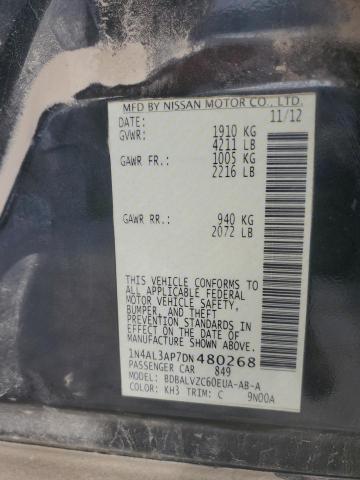 MFD BY NISSAN MOTOR CO., LTD.
DATE: 11/12
GVWR: 1910 KG
4211 LB
GAWR FR.: 1005 KG
2216 LB
GAWR RR.: 940 KG
2072 LB
THIS VEHICLE CONFORMS TO
ALL APPLICABLE FEDERAL
MOTOR VEHICLE SAFETY,
BUMPER, AND THEFT
PREVENTION STANDARDS IN
EFFECT ON THE DATE OF
MANUFACTURE SHOWN ABOVE.
1N4AL3AP7DN480268
PASSENGER CAR 849
MODEL: BDBALVZC60EUA-AB-A
COLOR: KH3 TRIM: C 9N00A